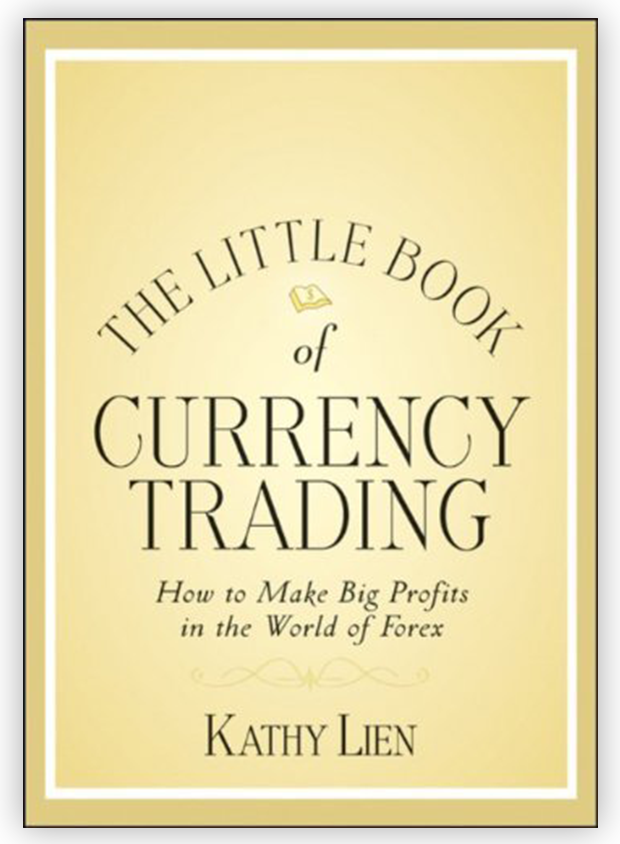 THE LITTLE BOOK
$
of
CURRENCY
TRADING
How to Make Big Profits
in the World of Forex
KATHY LIEN